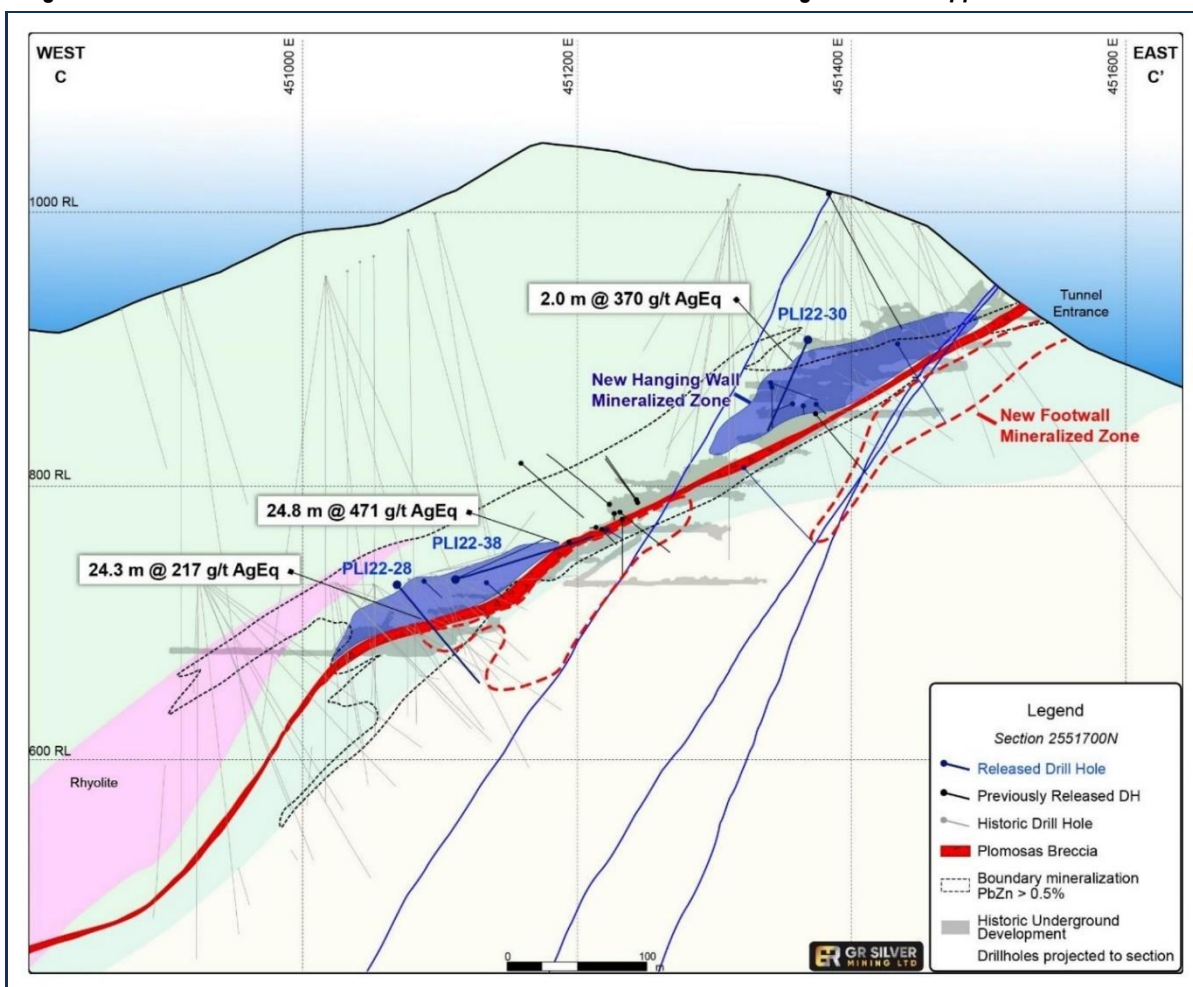 WEST
C
451000 E
451200 E
451400 E
451600 E
EAST
C'
1000 RL
2.0 m @ 370 g/t AgEq
PLI22-30
Tunnel
Entrance
New Hanging Wall
Mineralized Zone
New Footwall
Mineralized Zone
800 RL
24.8 m @ 471 g/t AgEq
PLI22-38
24.3 m @ 217 g/t AgEq
PLI22-28
600 RL
Rhyolite
Legend
Section 2551700N
Released Drill Hole
Previously Released DH
Historic Drill Hole
Plomosas Breccia
Boundary mineralization
PbZn > 0.5%
Historic Underground
Development
Drillholes projected to section
0 100
m
GR SILVER
MINING LTD